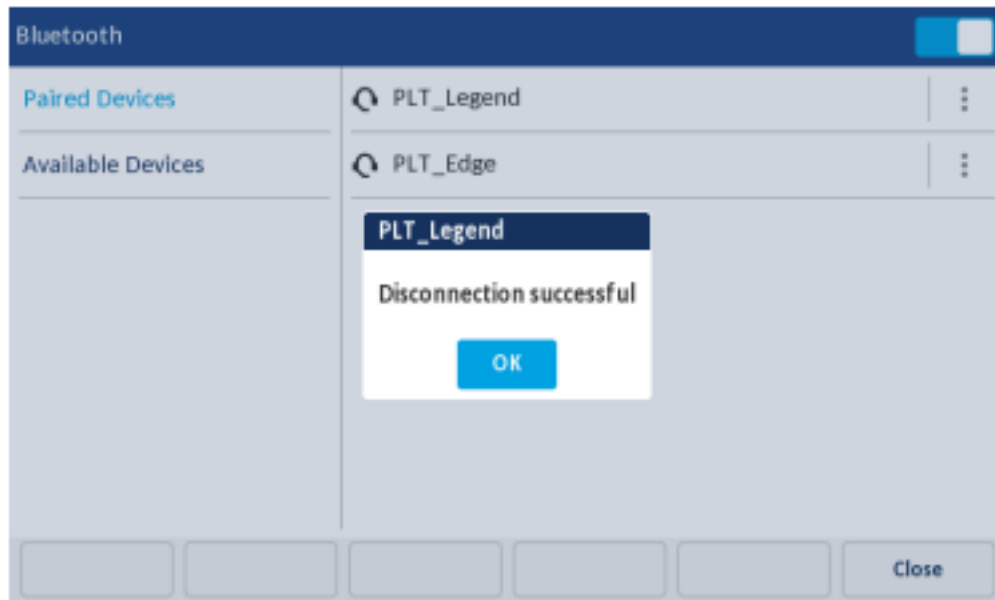 Bluetooth
Paired Devices
PLT_Legend
Available Devices
PLT_Edge
PLT_Legend
Disconnection successful
OK
Close